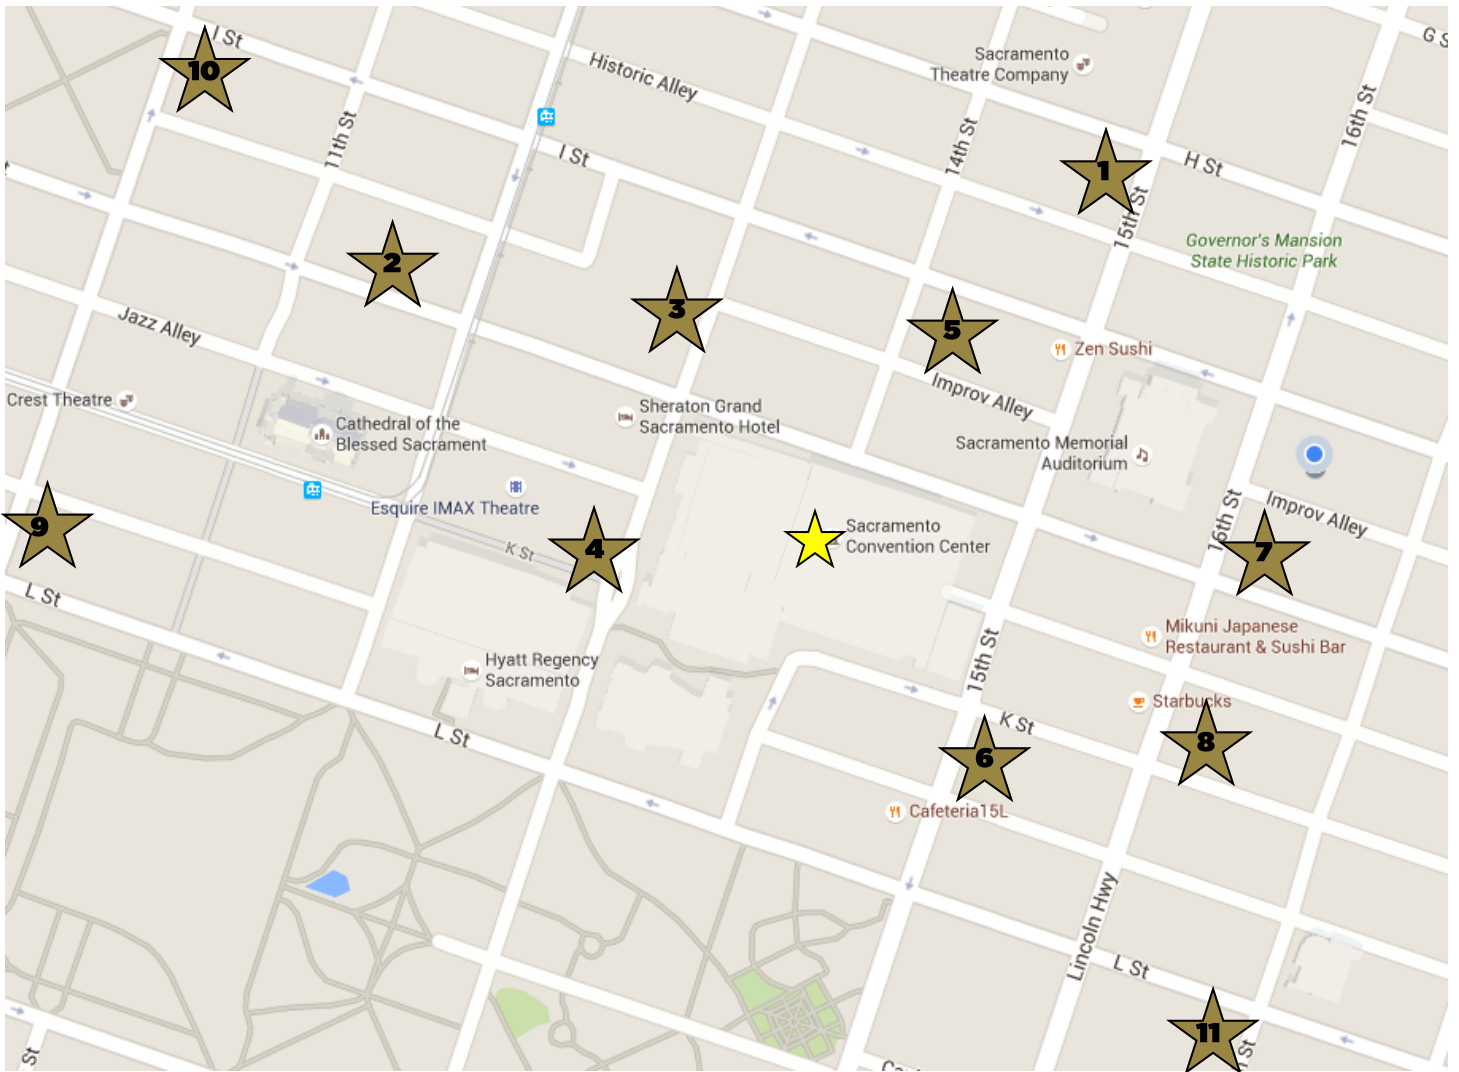 I St
10
Historic Alley
Sacramento
Theatre Company
G S
11th St
16th St
14th St
I St
1
H St
15th St
Governor's Mansion
State Historic Park
2
3
5
Jazz Alley
Zen Sushi
Improv Alley
Crest Theatre
Sheraton Grand
Sacramento Hotel
Cathedral of the
Blessed Sacrament
Sacramento Memorial
Auditorium
Esquire IMAX Theatre
16th St
Improv Alley
9
4
K St
Sacramento
Convention Center
7
L St
Mikuni Japanese
Restaurant & Sushi Bar
Hyatt Regency
Sacramento
15th St
Starbucks
K St
L St
6
8
Cafeteria15L
Lincoln Hwy
L St
11
St
St